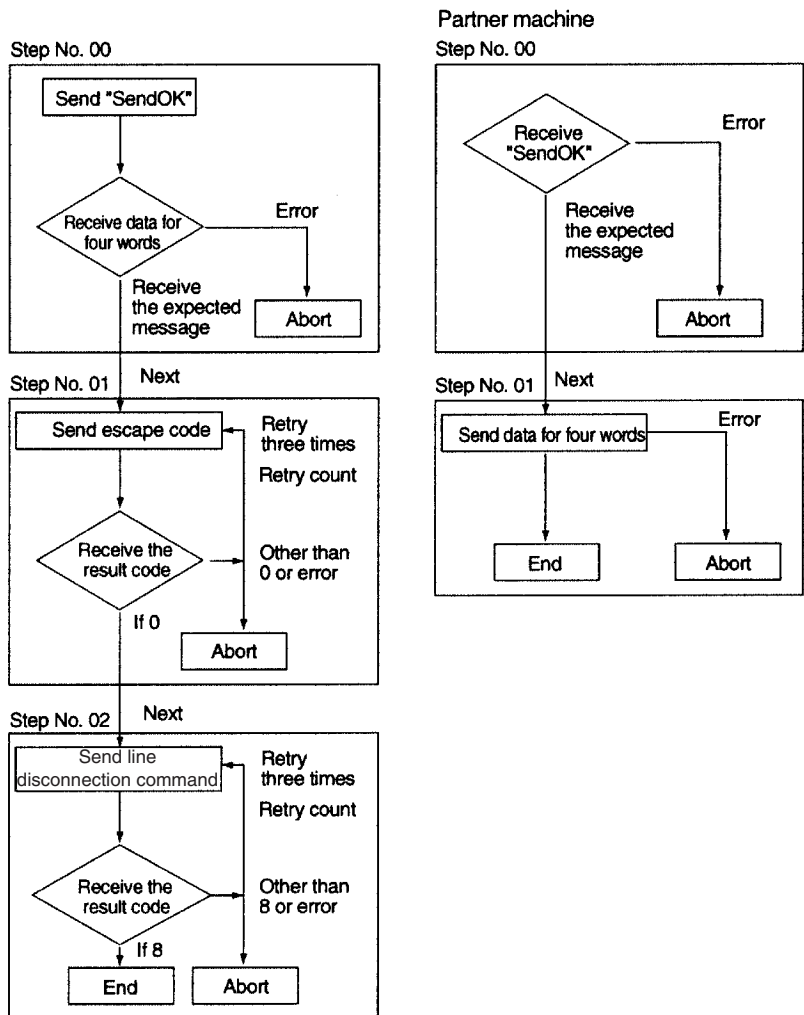 Step No. 00
Send "SendOK"
Receive data for
four words
Error
Receive
the expected
message
Abort
Next
Step No. 01
Send escape code
Retry
three times
Retry count
Receive the
result code
Other than
0 or error
If 0
Abort
Next
Step No. 02
Send line
disconnection command
Retry
three times
Retry count
Receive the
result code
Other than
8 or error
If 8
End
Abort
Partner machine
Step No. 00
Receive
"SendOK"
Error
Receive
the expected
message
Abort
Next
Step No. 01
Send data for four words
Error
End
Abort